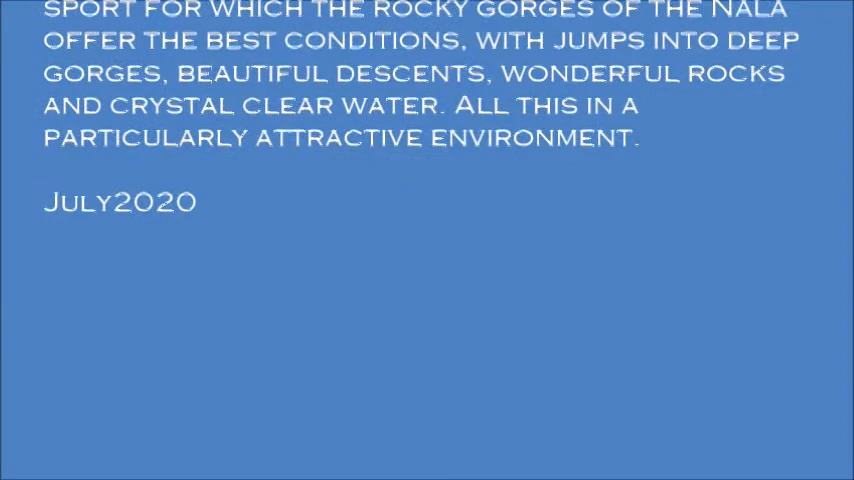 SPORT FOR WHICH THE ROCKY GORGES OF THE NALA
OFFER THE BEST CONDITIONS, WITH JUMPS INTO DEEP
GORGES, BEAUTIFUL DESCENTS, WONDERFUL ROCKS
AND CRYSTAL CLEAR WATER. ALL THIS IN A
PARTICULARLY ATTRACTIVE ENVIRONMENT.
JULY2020